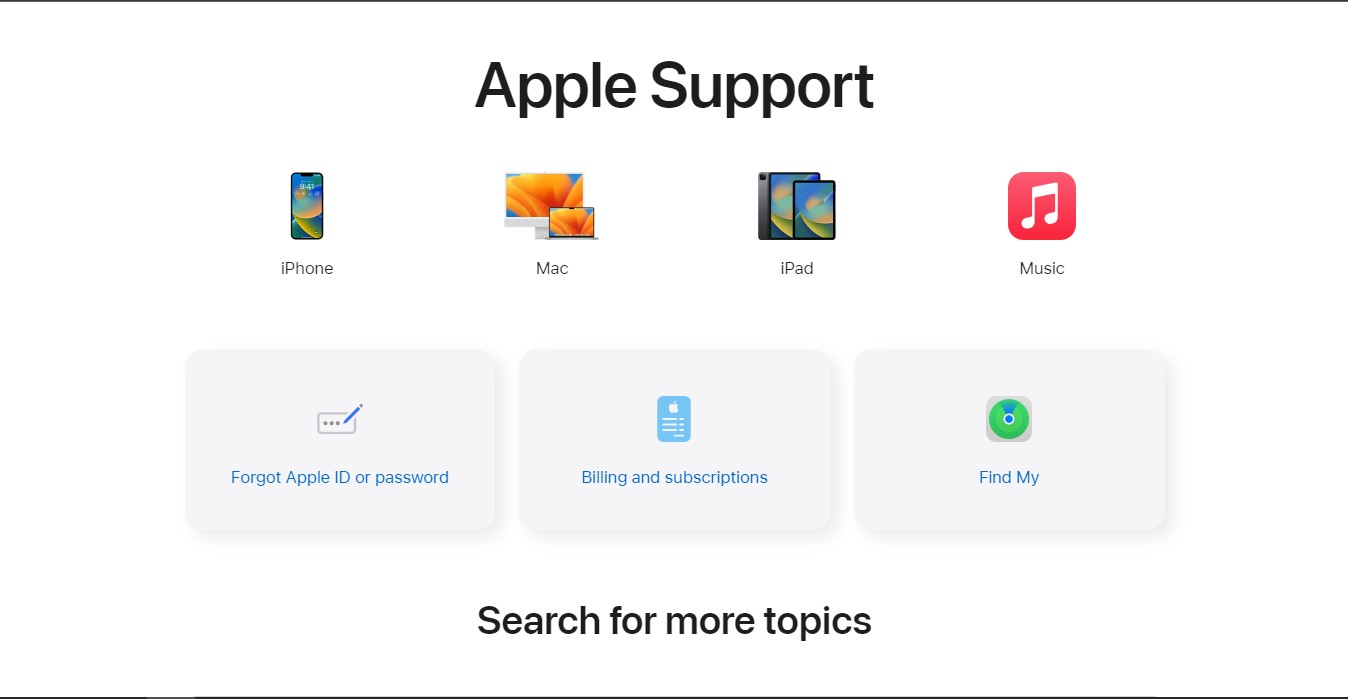 Apple Support
9:41
iPhone
Mac
iPad
Music
Forgot Apple ID or password
Billing and subscriptions
Find My
Search for more topics